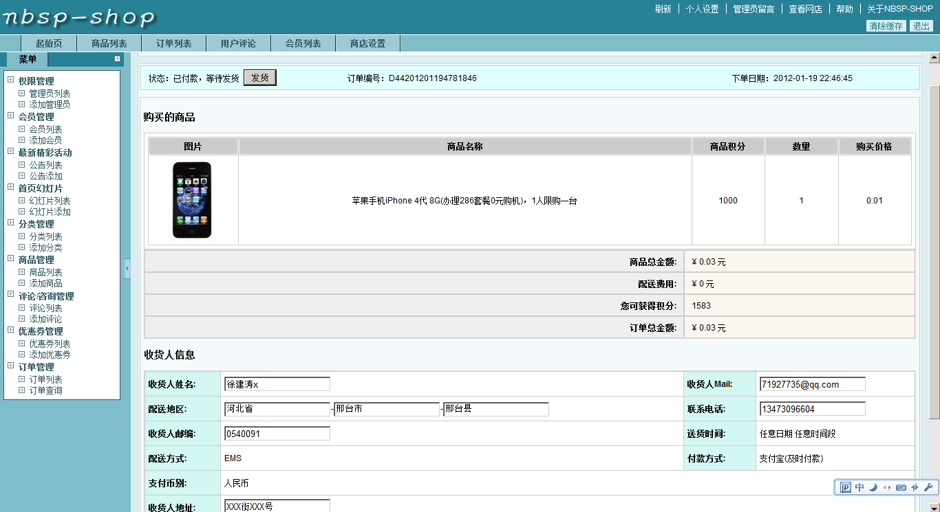 nbsp-shop
刷新 | 个人设置 | 管理员留言 | 查看网店 | 帮助 | 关于NBSP-SHOP
清除缓存 退出
起始页 商品列表 订单列表 用户评论 会员列表 商店设置
菜单
权限管理
管理员列表
添加管理员
会员管理
会员列表
添加会员
最新精彩活动
公告列表
公告添加
首页幻灯片
幻灯片列表
幻灯片添加
分类管理
分类列表
添加分类
商品管理
商品列表
添加商品
评论/咨询管理
评论列表
添加评论
优惠券管理
优惠券列表
添加优惠券
订单管理
订单列表
订单查询
状态：已付款，等待发货 发货 订单编号：D44201201194781846 下单日期：2012-01-19 22:46:45
购买的商品
图片 商品名称 商品积分 数量 购买价格
苹果手机iPhone 4代 8G(办理286套餐0元购机)，1人限购一台 1000 1 0.01
商品总金额: ¥ 0.03 元
配送费用: ¥ 0 元
您可获得积分: 1583
订单总金额: ¥ 0.03 元
收货人信息
收货人姓名: 徐建涛x 收货人Mail: 71927735@qq.com
配送地区: 河北省 -邢台市 -邢台县 联系电话: 13473096604
收货人邮编: 0540091 送货时间: 任意日期 任意时间段
配送方式: EMS 付款方式: 支付宝(及时付款)
支付币别: 人民币
收货人地址: XXX街XXX号
中